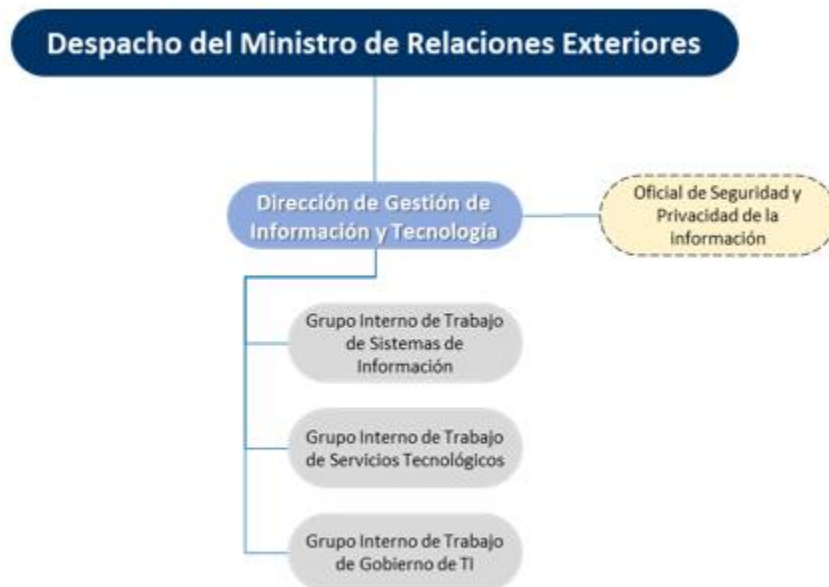 Despacho del Ministro de Relaciones Exteriores
Dirección de Gestión de
Información y Tecnología
Oficial de Seguridad y
Privacidad de la
información
Grupo Interno de Trabajo
de Sistemas de
Información
Grupo Interno de Trabajo
de Servicios Tecnológicos
Grupo Interno de Trabajo
de Gobierno de TI